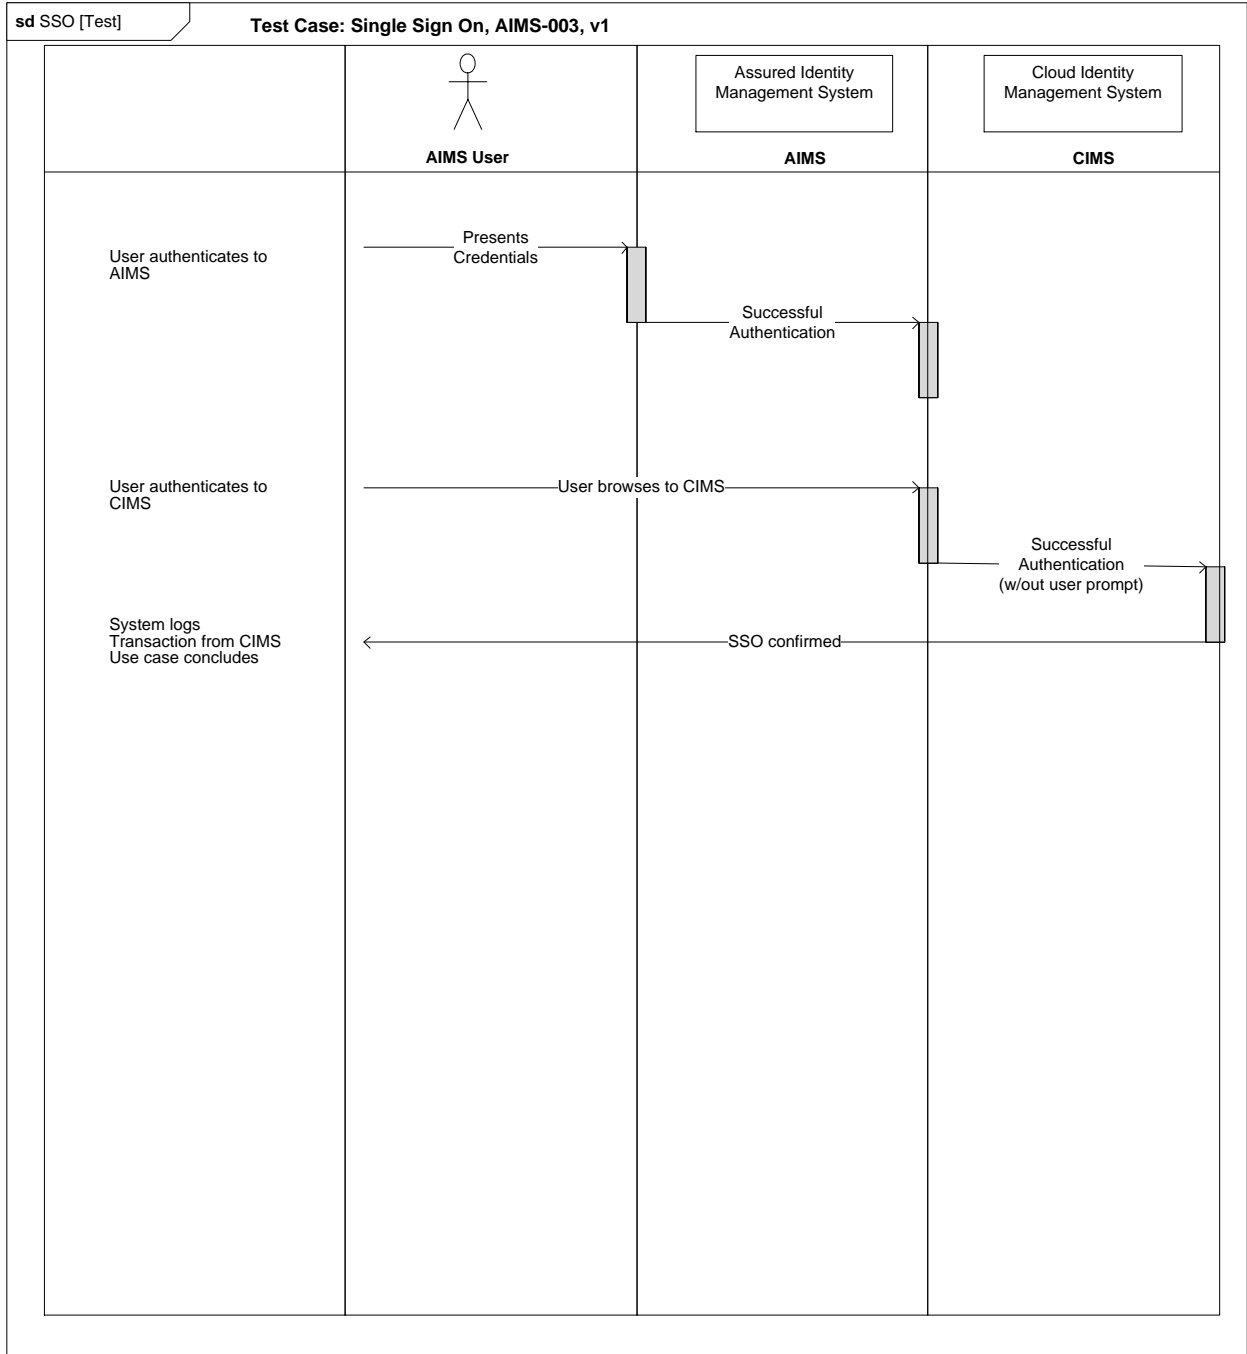 sd SSO [Test]
Test Case: Single Sign On, AIMS-003, v1
Assured Identity
Management System
Cloud Identity
Management System
AIMS User
AIMS
CIMS
User authenticates to
AIMS
Presents
Credentials
Successful
Authentication
User authenticates to
CIMS
User browses to CIMS
Successful
Authentication
(w/out user prompt)
System logs
Transaction from CIMS
Use case concludes
SSO confirmed